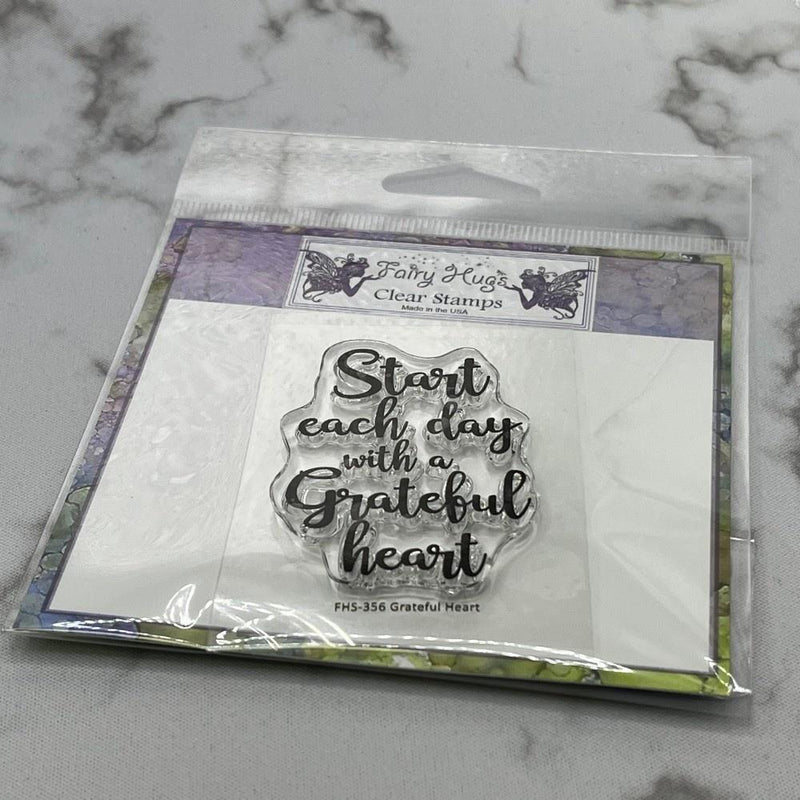 Fairy Hugs
Clear Stamps
Made in the USA
Start
each day
with a
Grateful
heart
FHS-356 Grateful Heart